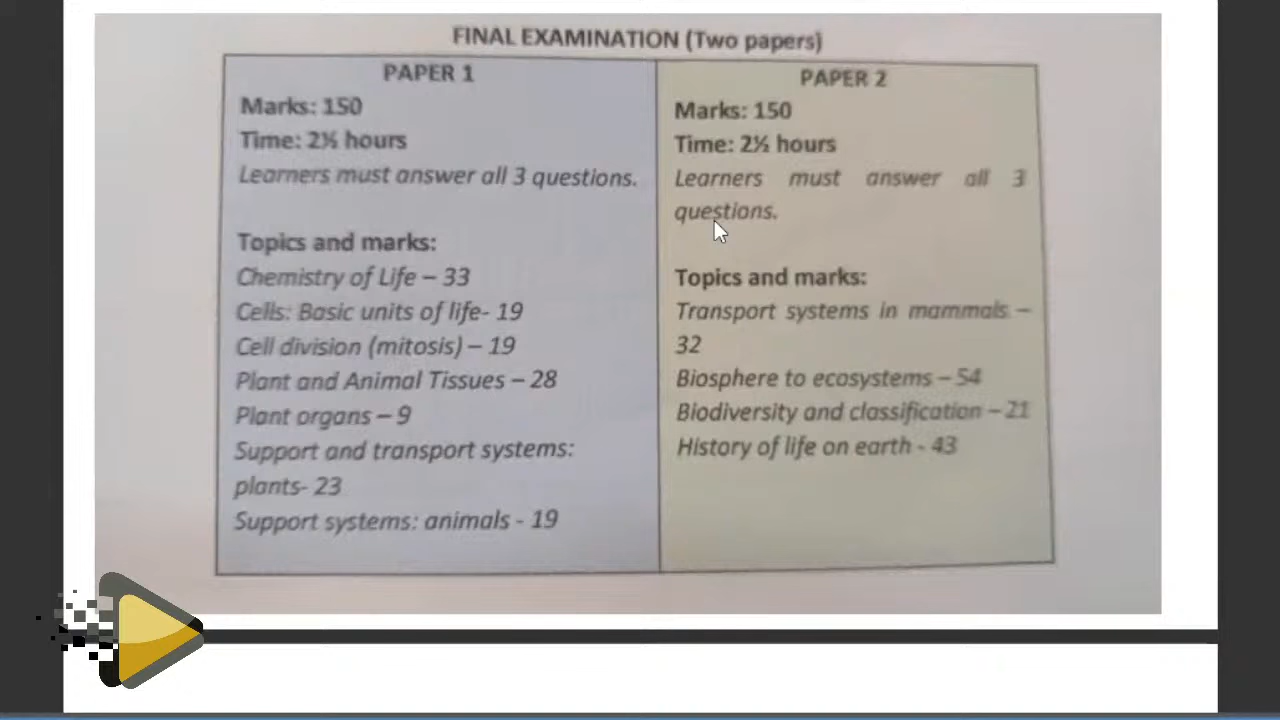 FINAL EXAMINATION (Two papers)
PAPER 1
Marks: 150
Time: 2½ hours
Learners must answer all 3 questions.
Topics and marks:
Chemistry of Life – 33
Cells: Basic units of life- 19
Cell division (mitosis) – 19
Plant and Animal Tissues – 28
Plant organs – 9
Support and transport systems:
plants- 23
Support systems: animals - 19
PAPER 2
Marks: 150
Time: 2½ hours
Learners must answer all 3
questions.
Topics and marks:
Transport systems in mammals –
32
Biosphere to ecosystems – 54
Biodiversity and classification – 21
History of life on earth - 43